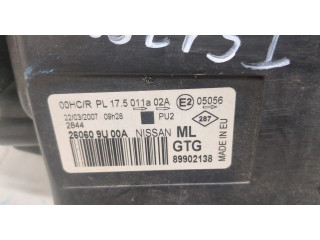 00HC/R PL 17.5 011a 02A E2 05056
22/03/2007 09h26 PU2 287
2844
26060 9U 00A NISSAN ML
GTG
89902138
MADE IN EU